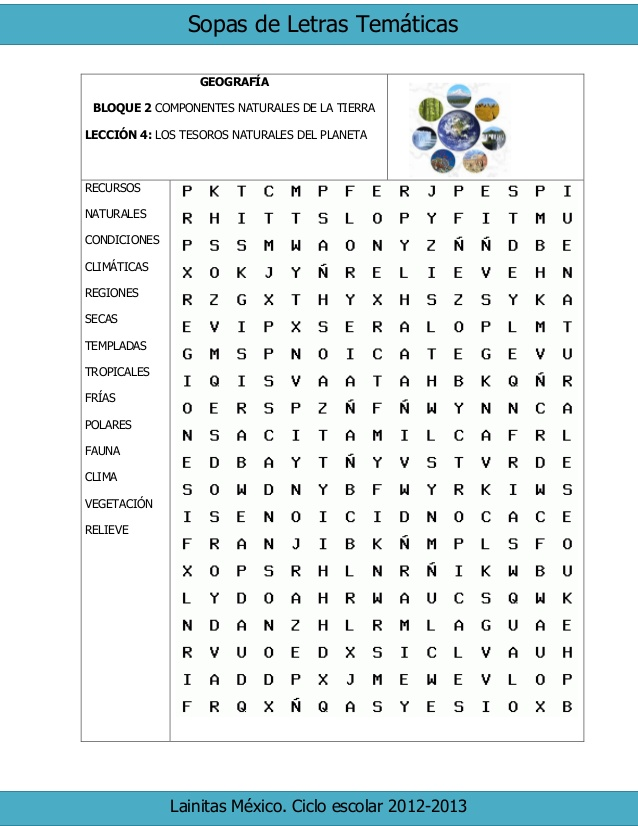 Sopas de Letras Temáticas
GEOGRAFÍA
BLOQUE 2 COMPONENTES NATURALES DE LA TIERRA
LECCIÓN 4: LOS TESOROS NATURALES DEL PLANETA
RECURSOS
NATURALES
CONDICIONES
CLIMÁTICAS
REGIONES
SECAS
TEMPLADAS
TROPICALES
FRÍAS
POLARES
FAUNA
CLIMA
VEGETACIÓN
RELIEVE
P K T C M P F E R J P E S P I
R H I T T S L O P Y F I T M U
P S S M W A O N Y Z Ñ Ñ D B E
X O K J Y Ñ R E L I E V E H N
R Z G X T H Y X H S Z S Y K A
E V I P X S E R A L O P L M T
G M S P N O I C A T E G E V U
I Q I S V A A T A H B K Q Ñ R
O E R S P Z Ñ F Ñ W Y N N C A
N S A C I T A M I L C A F R L
E D B A Y T Ñ Y V S T V R D E
S O W D N Y B F W Y R K I W S
I S E N O I C I D N O C A C E
F R A N J I B K Ñ M P L S F O
X O P S R H L N R Ñ I K W B U
L Y D O A H R W A U C S Q W K
N D A N Z H L R M L A G U A E
R V U O E D X S I C L V A U H
I A D D P X J M E W E V L O P
F R Q X Ñ Q A S Y E S I O X B
Lainitas México. Ciclo escolar 2012-2013